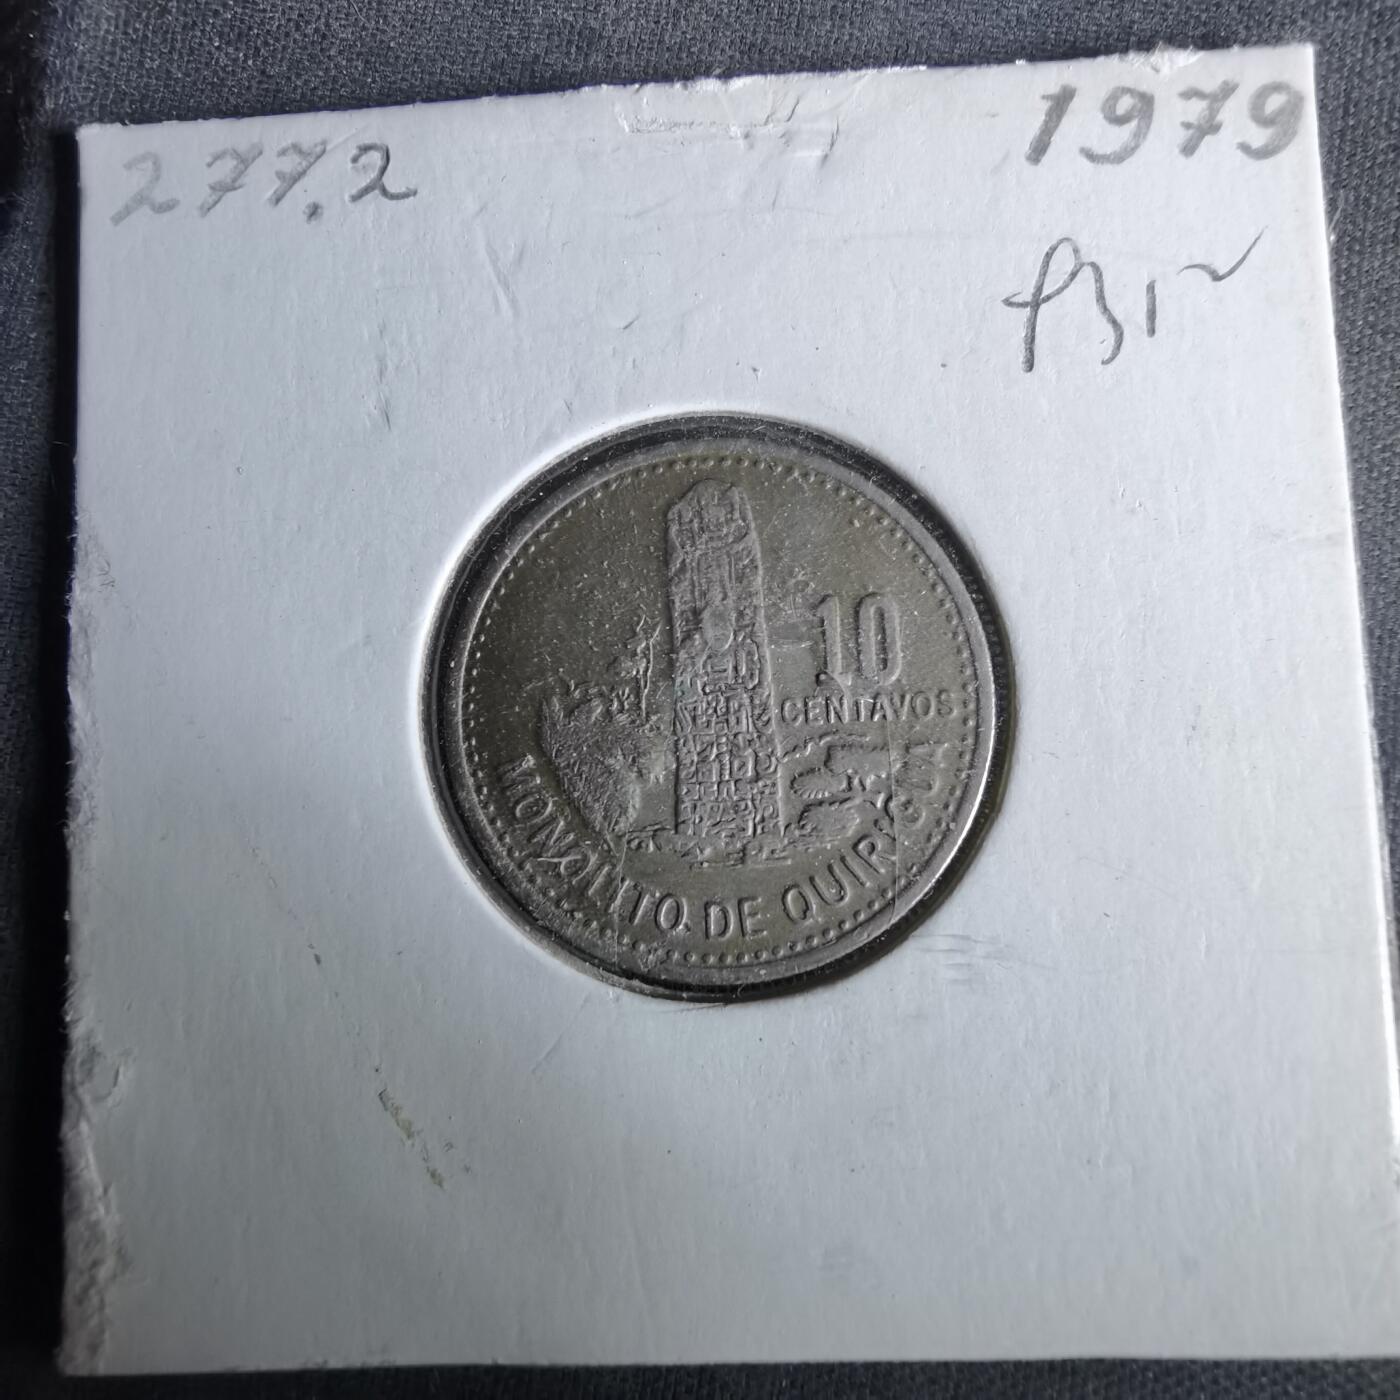 277.2
1979
10
CENTAVOS
MONOLITO DE QUIRIGUA